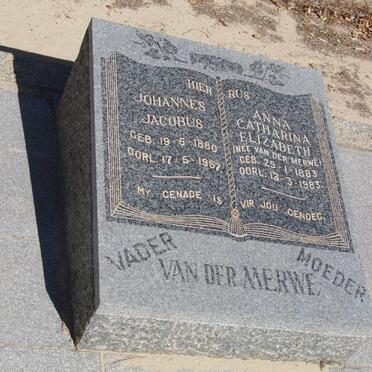 HIER RUS
JOHANNES
JACOBUS
GEB. 19-6-1880
OORL. 17-5-1967
ANNA
CATHARINA
ELIZABETH
(NEE VAN DER MERWE)
GEB. 25-1-1883
OORL. 12-3-1983
MY GENADE IS VIR JOU GENOEG.
VADER
MOEDER
VAN DER MERWE